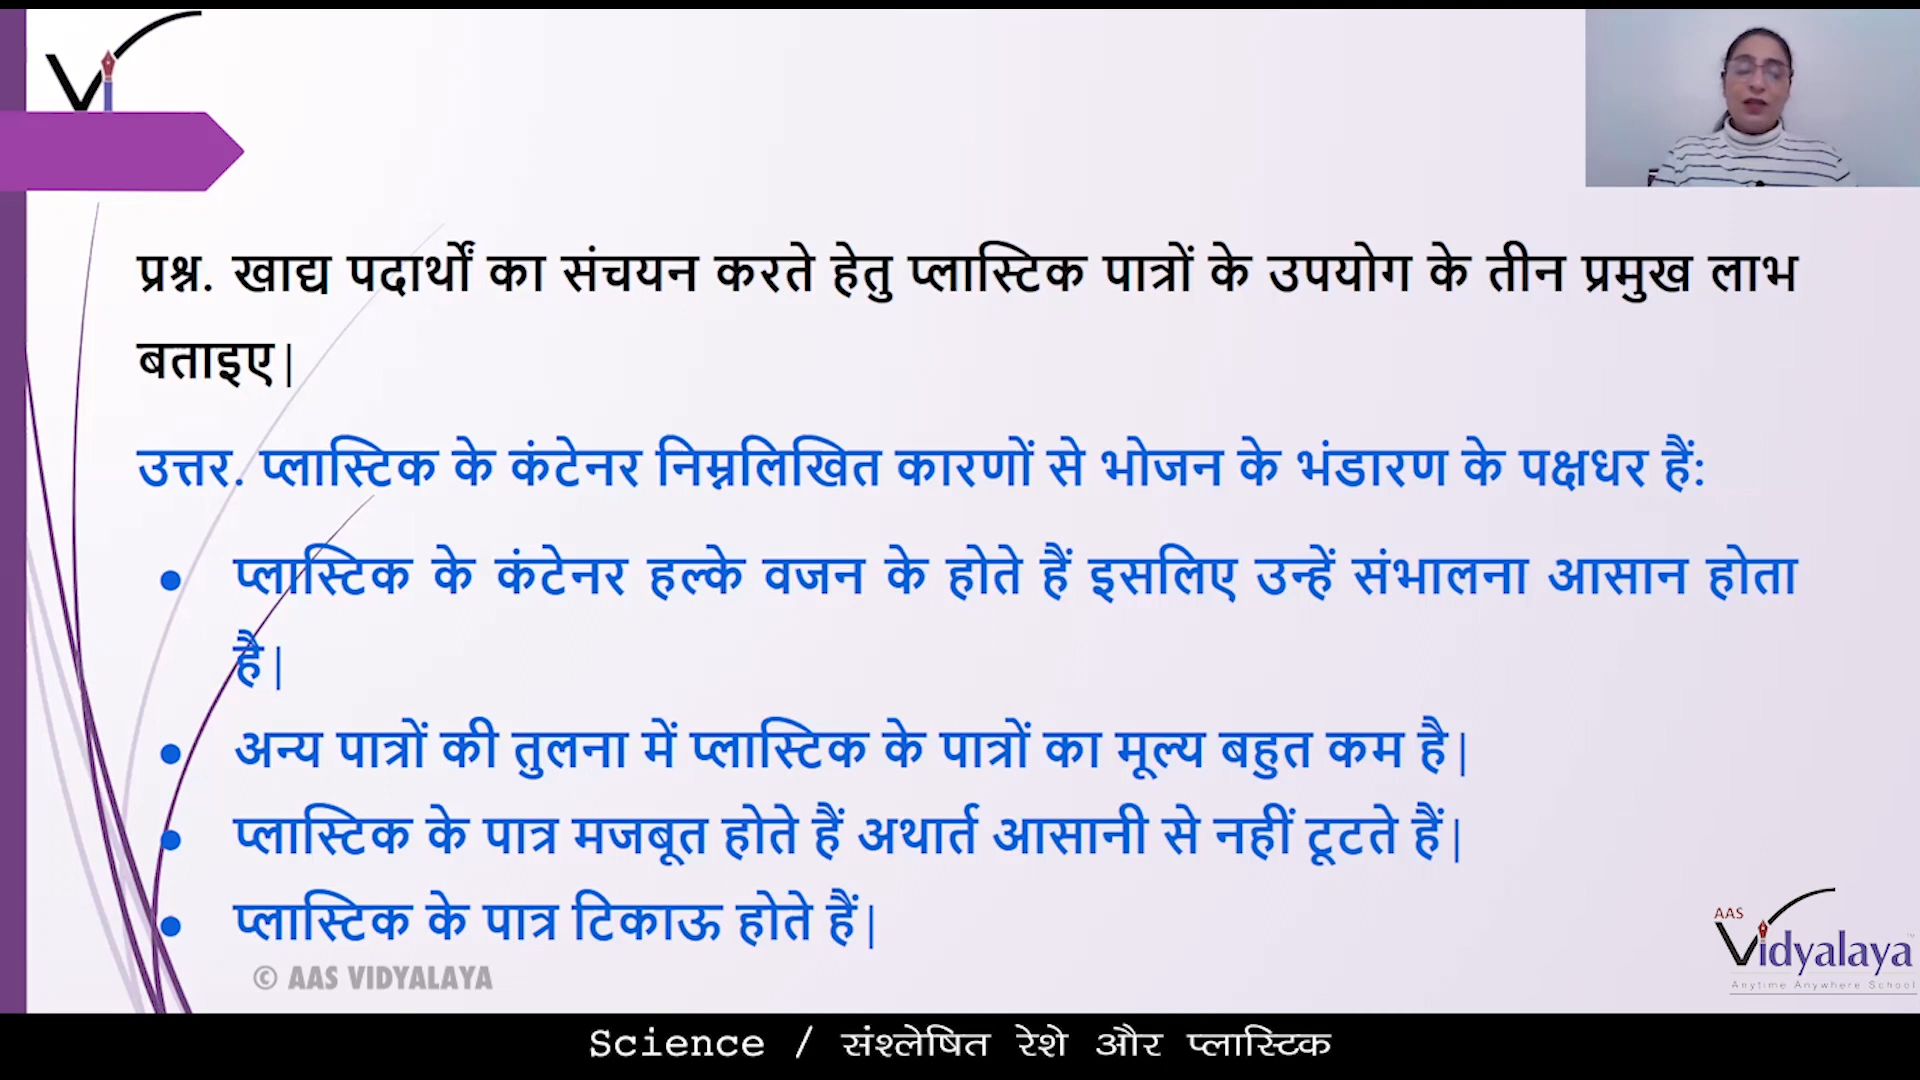 प्रश्न. खाद्य पदार्थों का संचयन करते हेतु प्लास्टिक पात्रों के उपयोग के तीन प्रमुख लाभ
बताइए|
उत्तर. प्लास्टिक के कंटेनर निम्नलिखित कारणों से भोजन के भंडारण के पक्षधर हैं:
● प्लास्टिक के कंटेनर हल्के वजन के होते हैं इसलिए उन्हें संभालना आसान होता
है|
● अन्य पात्रों की तुलना में प्लास्टिक के पात्रों का मूल्य बहुत कम है|
● प्लास्टिक के पात्र मजबूत होते हैं अथार्त आसानी से नहीं टूटते हैं|
● प्लास्टिक के पात्र टिकाऊ होते हैं|
© AAS VIDYALAYA
AAS
Vidyalaya
Anytime Anywhere School
Science / संश्लेषित रेशे और प्लास्टिक